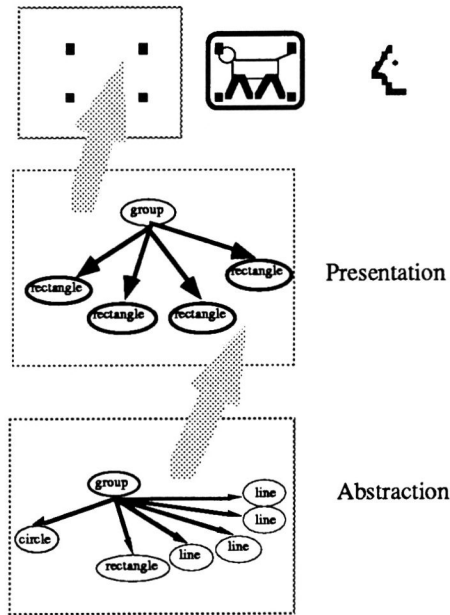 group
rectangle
rectangle
rectangle
rectangle
Presentation
group
line
line
circle
line
line
rectangle
Abstraction